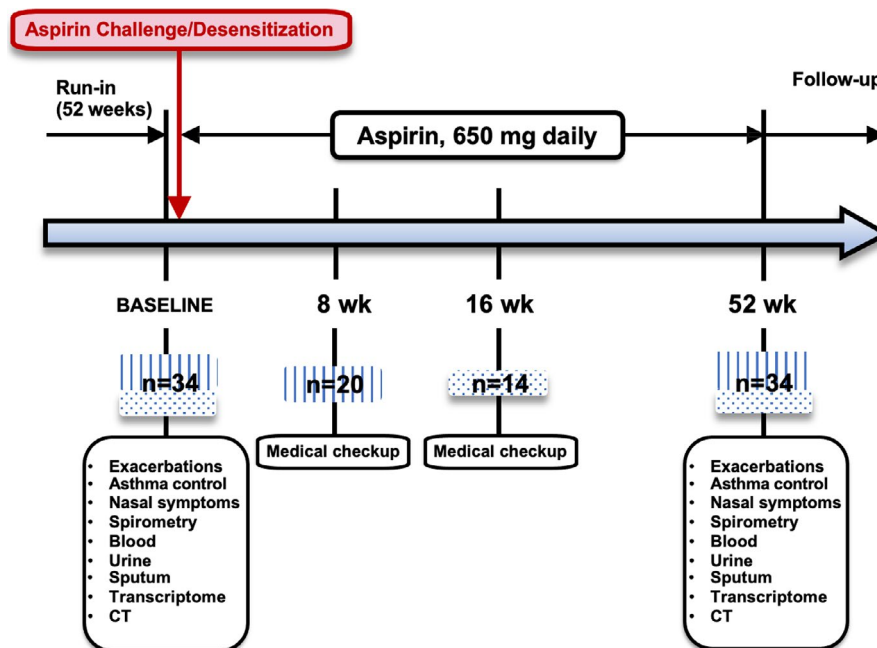 Aspirin Challenge/Desensitization
Run-in
(52 weeks)
Aspirin, 650 mg daily
Follow-up
BASELINE
8 wk
16 wk
52 wk
n=34
n=20
n=14
n=34
Medical checkup
Medical checkup
• Exacerbations
• Asthma control
• Nasal symptoms
• Spirometry
• Blood
• Urine
• Sputum
• Transcriptome
• CT
• Exacerbations
• Asthma control
• Nasal symptoms
• Spirometry
• Blood
• Urine
• Sputum
• Transcriptome
• CT